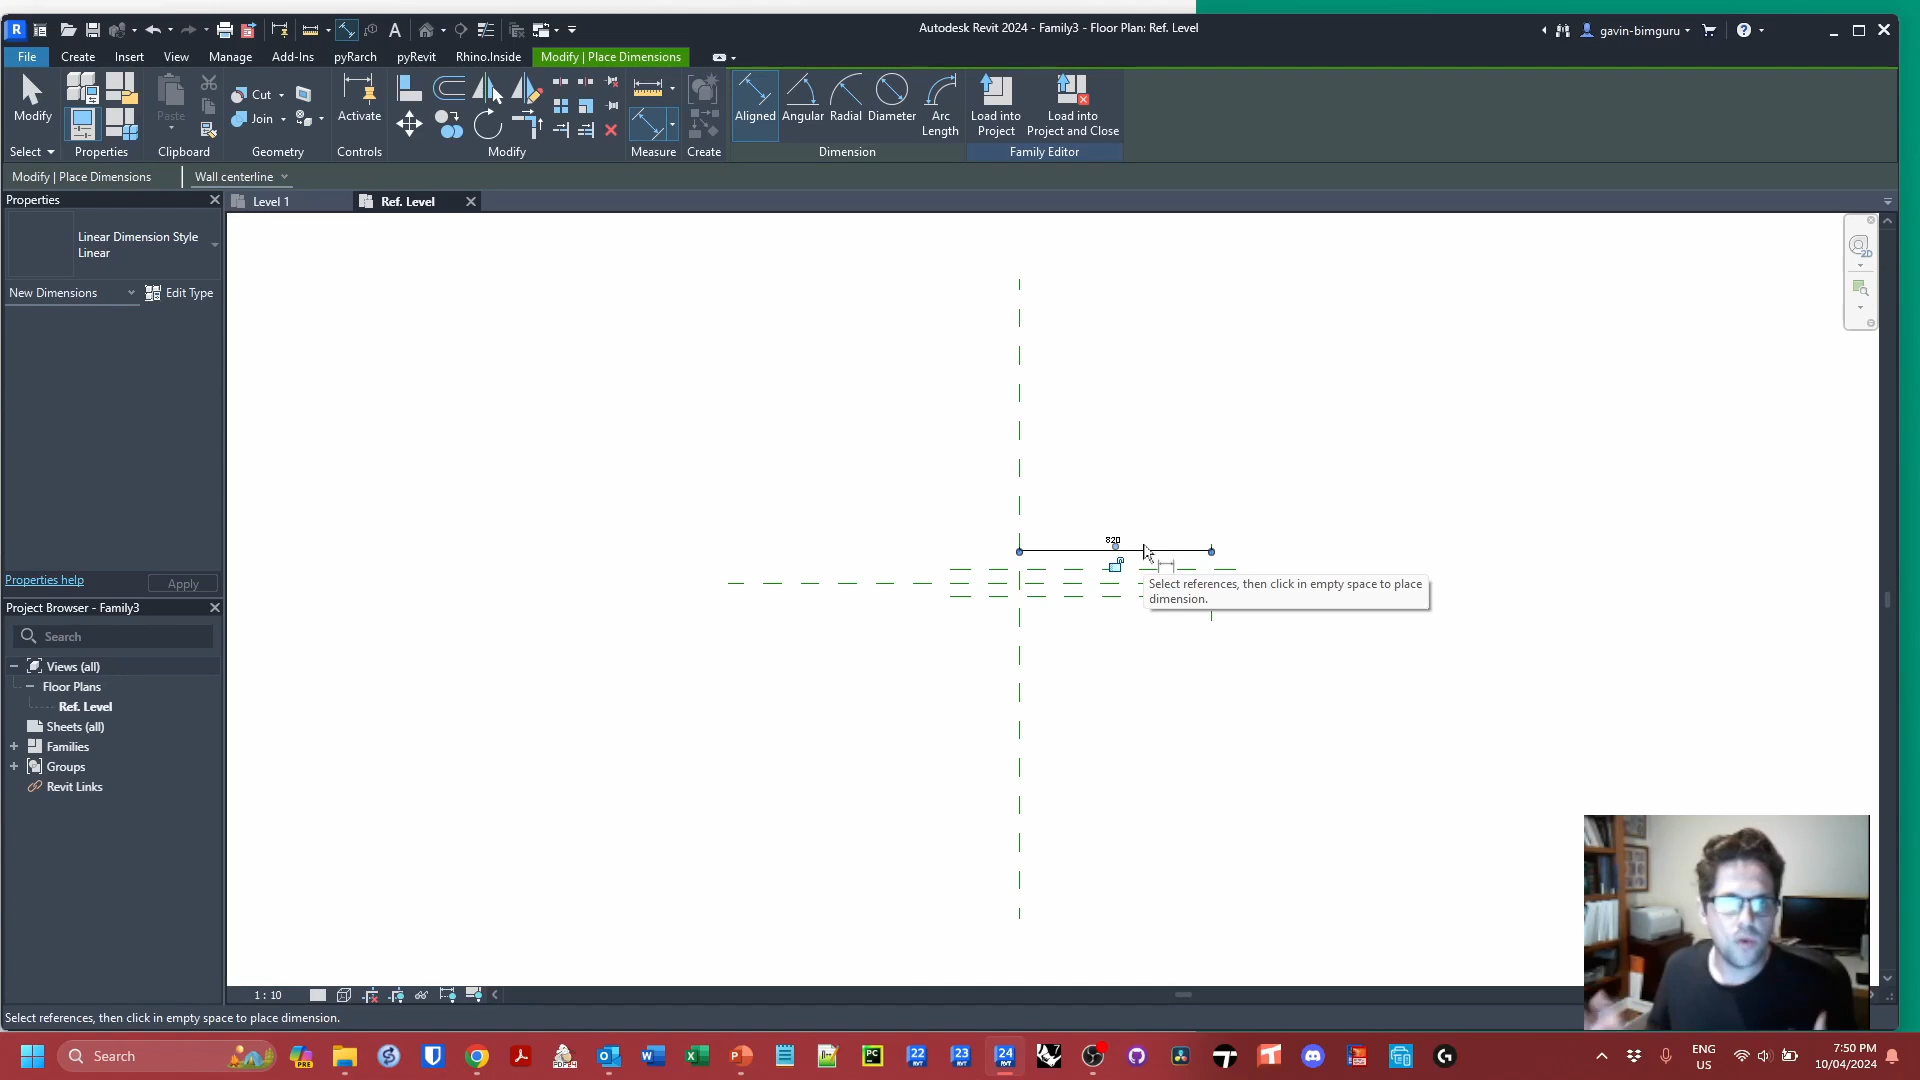 Autodesk Revit 2024 - Family3 - Floor Plan: Ref. Level
gavin-bimguru
File Create Insert View Manage Add-Ins pyRarch pyRevit Rhino.Inside Modify | Place Dimensions
Modify
Paste
Cut
Join
Activate
Aligned Angular Radial Diameter Arc Length
Load into Project
Load into Project and Close
Select Properties Clipboard Geometry Controls Modify Measure Create Dimension Family Editor
Modify | Place Dimensions Wall centerline
Properties
Level 1 Ref. Level
2D
Linear Dimension Style
Linear
New Dimensions Edit Type
820
Select references, then click in empty space to place
dimension.
Properties help Apply
Project Browser - Family3
Search
Views (all)
Floor Plans
Ref. Level
Sheets (all)
Families
Groups
Revit Links
1 : 10
Select references, then click in empty space to place dimension.
Search
ENG
US
7:50 PM
10/04/2024